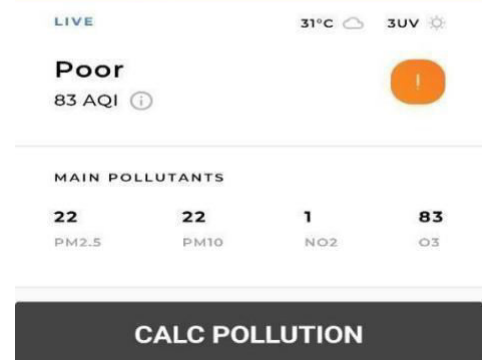 LIVE 31°C 3UV
Poor !
83 AQI i
MAIN POLLUTANTS
22 22 1 83
PM2.5 PM10 NO2 O3
CALC POLLUTION